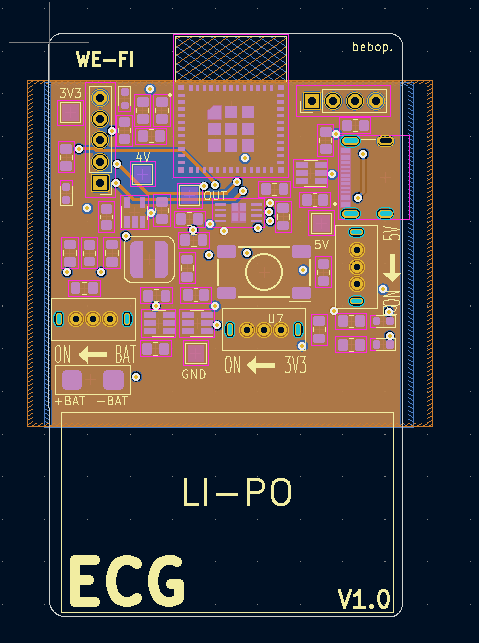 bebop.
WE-FI
3V3
4V
OUT
5V
5V
ON
U7
ON BAT
ON 3V3
GND
+BAT -BAT
LI-PO
ECG
V1.0